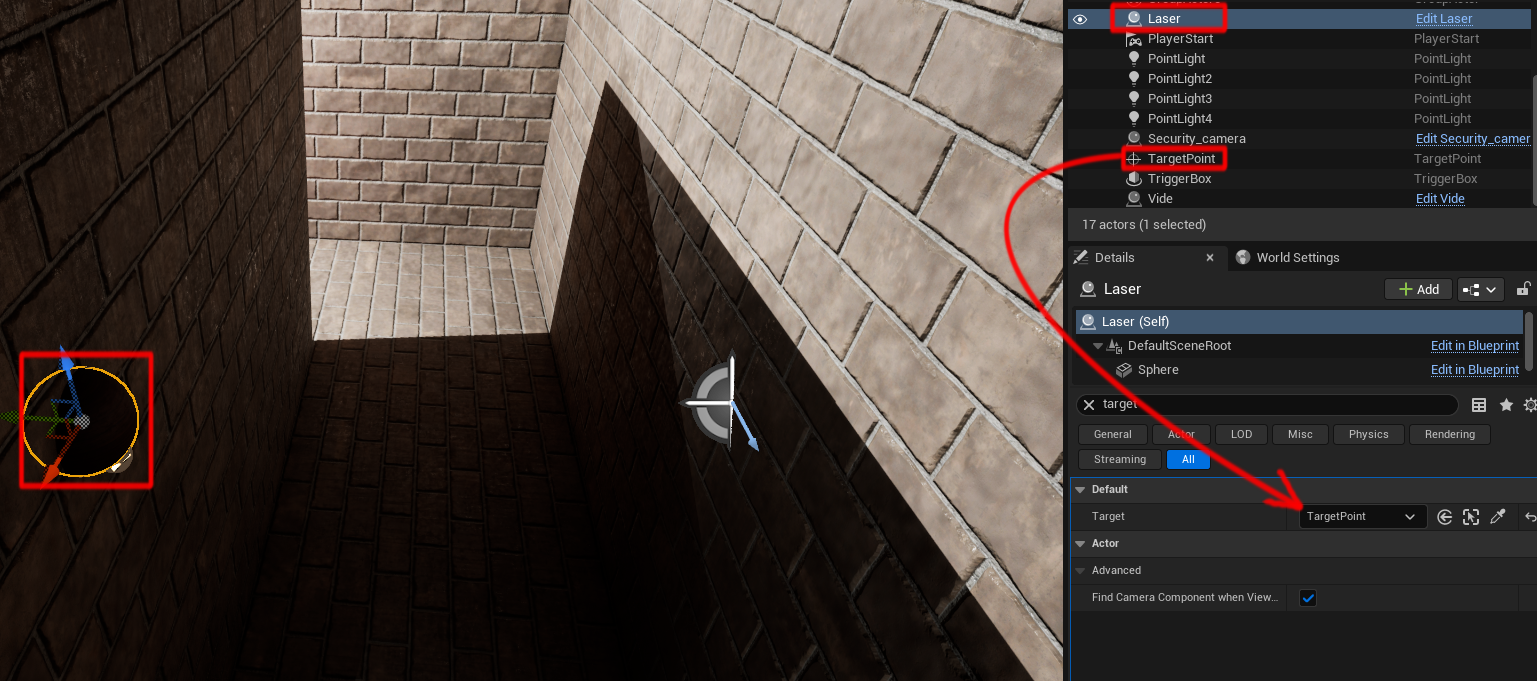 Laser Edit Laser
PlayerStart PlayerStart
PointLight PointLight
PointLight2 PointLight
PointLight3 PointLight
PointLight4 PointLight
Security_camera Edit Security_camer
TargetPoint TargetPoint
TriggerBox TriggerBox
Vide Edit Vide
17 actors (1 selected)
Details World Settings
Laser Add
Laser (Self)
DefaultSceneRoot Edit in Blueprint
Sphere Edit in Blueprint
target
General Actor LOD Misc Physics Rendering
Streaming All
Default
Target TargetPoint
Actor
Advanced
Find Camera Component when View...